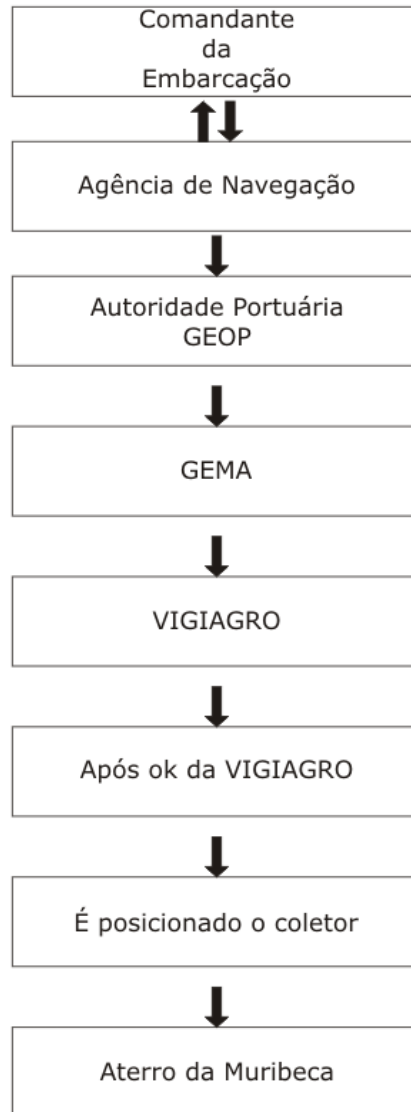 Comandante
da
Embarcação
Agência de Navegação
Autoridade Portuária
GEOP
GEMA
VIGIAGRO
Após ok da VIGIAGRO
É posicionado o coletor
Aterro da Muribeca